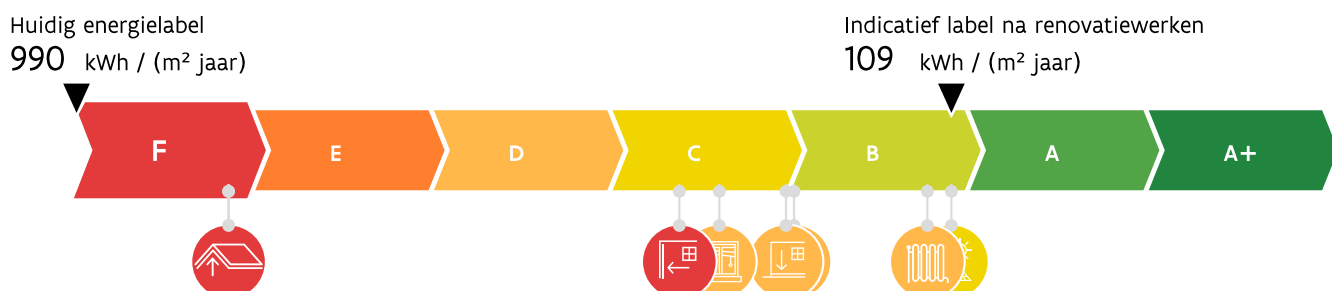 Huidig energielabel
990 kWh / (m² jaar)
Indicatief label na renovatiewerken
109 kWh / (m² jaar)
F E D C B A A+